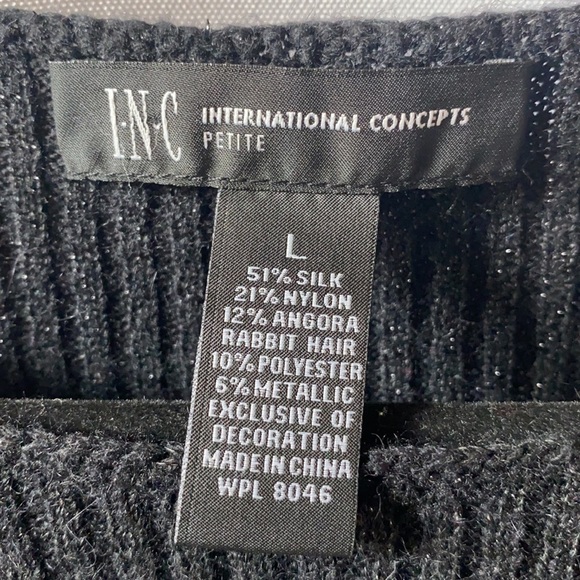 I·N·C INTERNATIONAL CONCEPTS
PETITE
L
51% SILK
21% NYLON
12% ANGORA
RABBIT HAIR
10% POLYESTER
6% METALLIC
EXCLUSIVE OF
DECORATION
MADE IN CHINA
WPL 8046